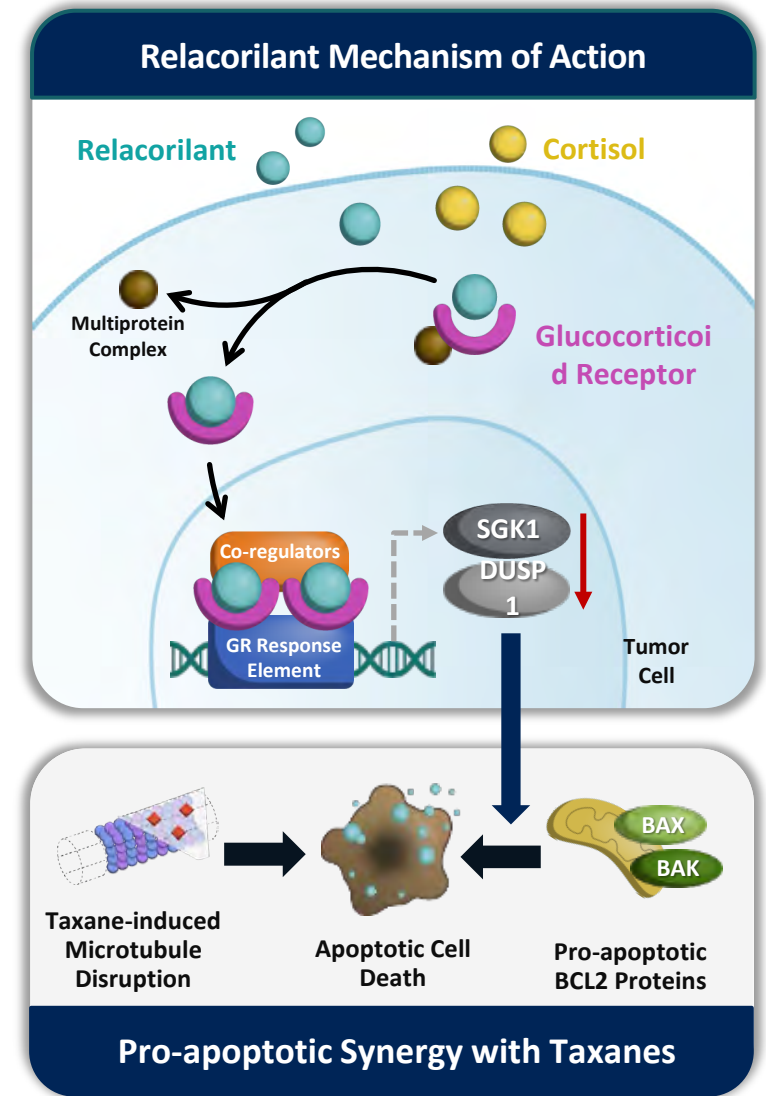 Relacorilant Mechanism of Action
Relacorilant
Cortisol
Multiprotein
Complex
Glucocorticoi
d Receptor
Co-regulators
GR Response
Element
SGK1
DUSP
1
Tumor
Cell
BAX
BAK
Taxane-induced
Microtubule
Disruption
Apoptotic Cell
Death
Pro-apoptotic
BCL2 Proteins
Pro-apoptotic Synergy with Taxanes